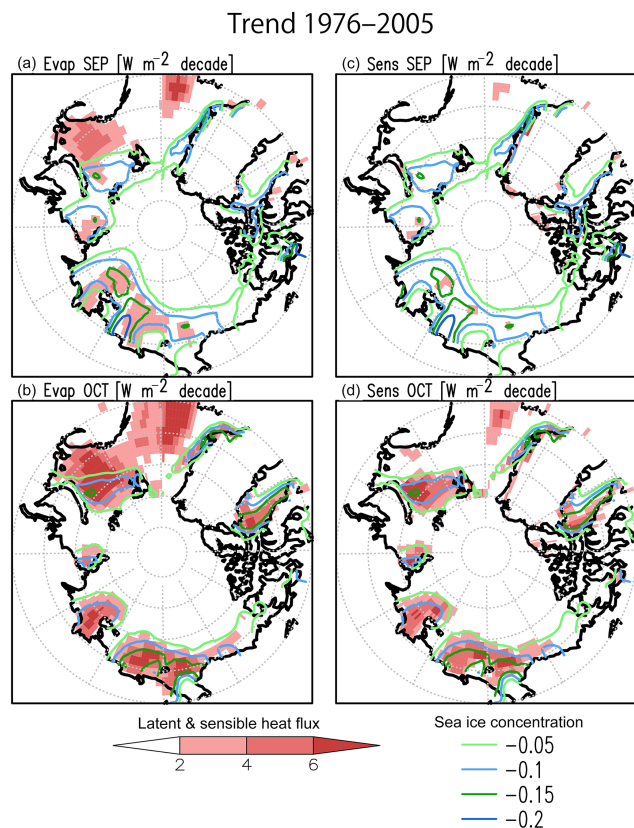 Trend 1976–2005
(a) Evap SEP [W m⁻² decade]
(c) Sens SEP [W m⁻² decade]
(b) Evap OCT [W m⁻² decade]
(d) Sens OCT [W m⁻² decade]
Latent & sensible heat flux
2 4 6
Sea ice concentration
−0.05
−0.1
−0.15
−0.2